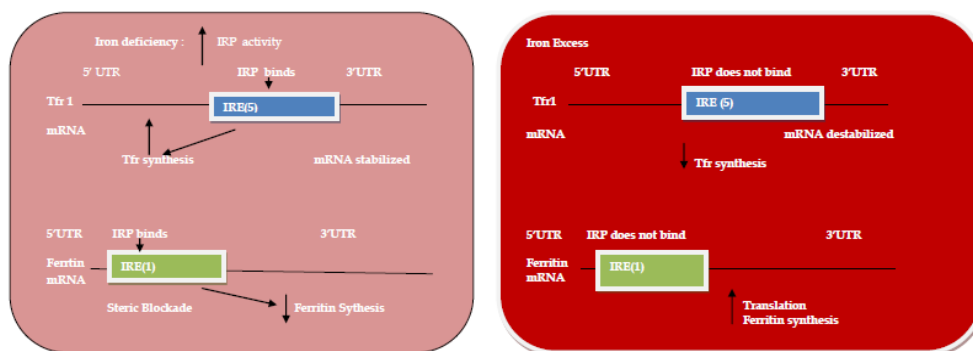 Iron deficiency : IRP activity
5' UTR IRP binds 3'UTR
Tfr 1 IRE(5)
mRNA
Tfr synthesis mRNA stabilized
5'UTR IRP binds 3'UTR
Ferritin IRE(1)
mRNA
Steric Blockade Ferritin Sythesis
Iron Excess
5'UTR IRP does not bind 3'UTR
Tfr1 IRE (5)
mRNA mRNA destabilized
Tfr synthesis
5'UTR IRP does not bind 3'UTR
Ferritin IRE(1)
mRNA
Translation
Ferritin synthesis